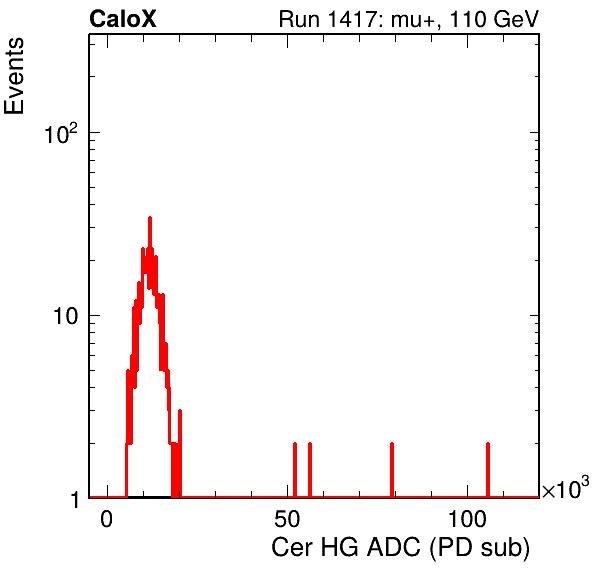 CaloX Run 1417: mu+, 110 GeV
Events
10²
10
1
0 50 100 ×10³
Cer HG ADC (PD sub)